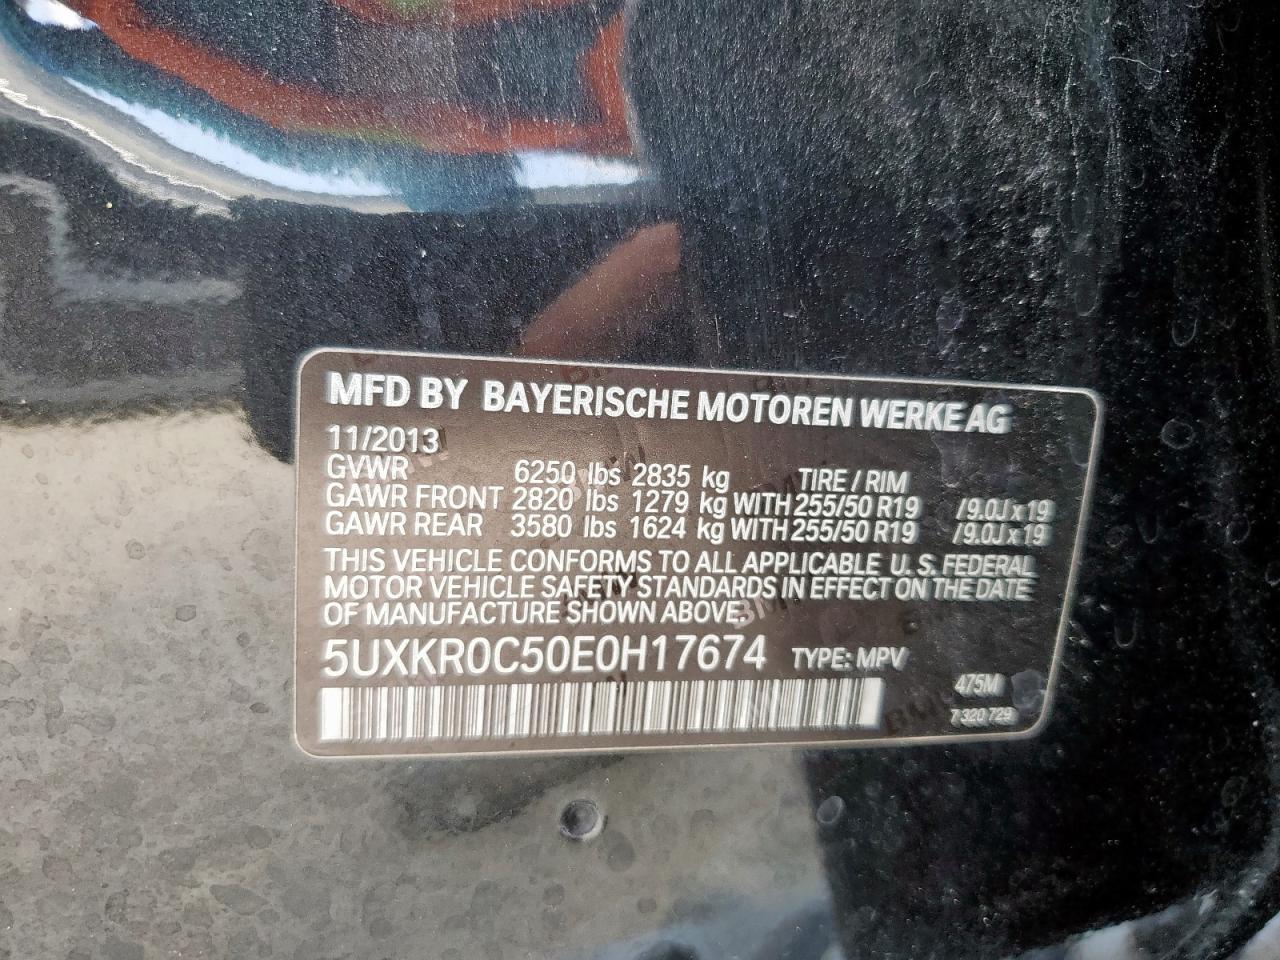 MFD BY BAYERISCHE MOTOREN WERKE AG
11/2013
GVWR 6250 lbs 2835 kg TIRE / RIM
GAWR FRONT 2820 lbs 1279 kg WITH 255/50 R19 /9.0J x 19
GAWR REAR 3580 lbs 1624 kg WITH 255/50 R19 /9.0J x 19
THIS VEHICLE CONFORMS TO ALL APPLICABLE U. S. FEDERAL
MOTOR VEHICLE SAFETY STANDARDS IN EFFECT ON THE DATE
OF MANUFACTURE SHOWN ABOVE.
5UXKR0C50E0H17674 TYPE: MPV
475M
7 320 729